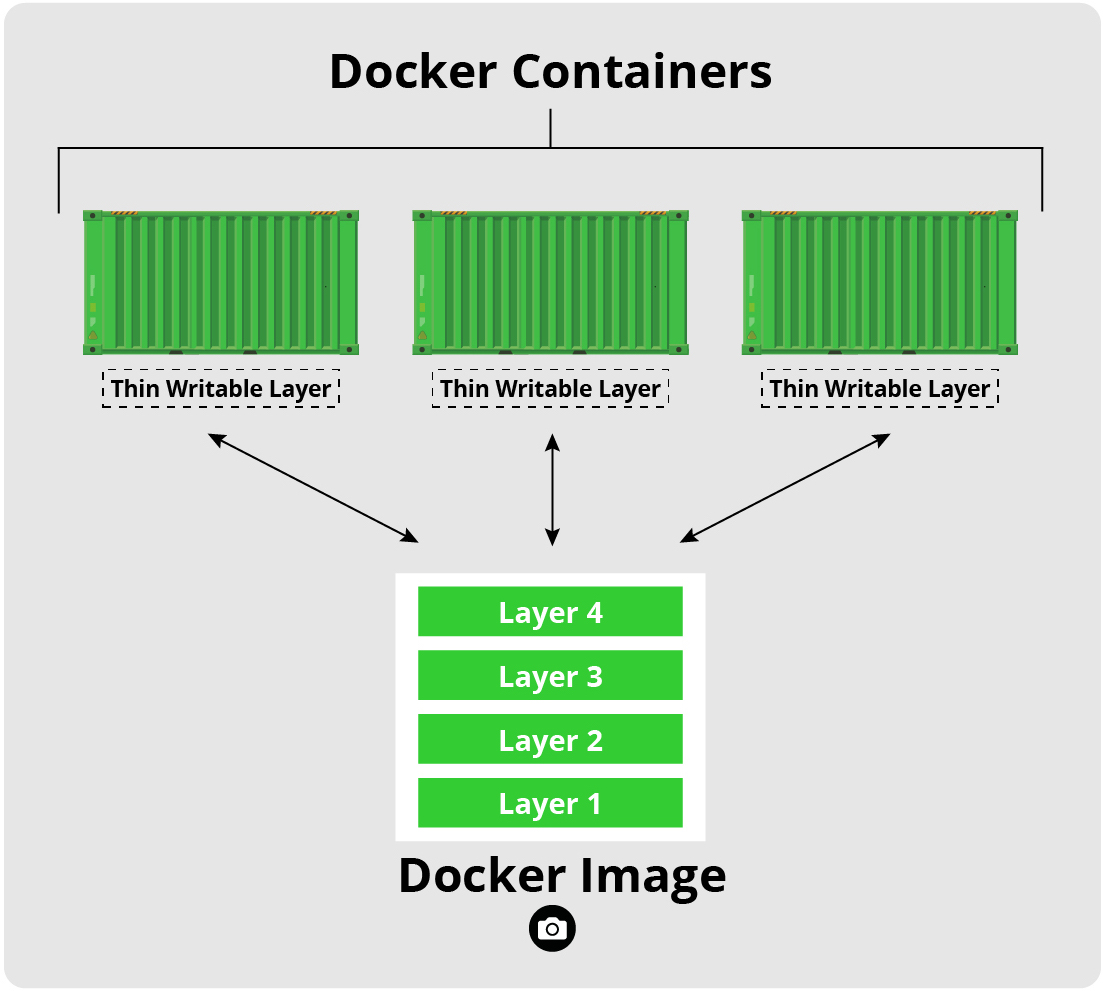 Docker Containers
Thin Writable Layer
Thin Writable Layer
Thin Writable Layer
Layer 4
Layer 3
Layer 2
Layer 1
Docker Image